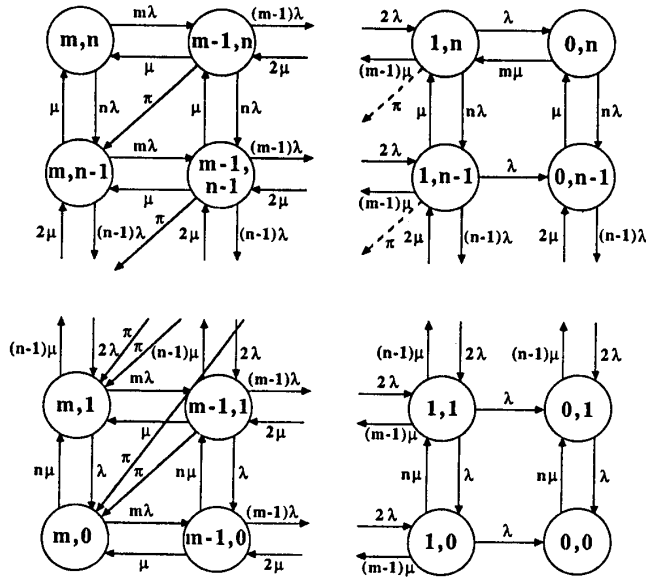 mλ (m-1)λ 2λ λ
m,n m-1,n 1,n 0,n
μ 2μ (m-1)μ mμ
π π
μ nλ μ nλ μ nλ μ nλ
mλ (m-1)λ 2λ λ
m,n-1 m-1, n-1 1,n-1 0,n-1
μ 2μ (m-1)μ
π π
2μ (n-1)λ 2μ (n-1)λ 2μ (n-1)λ 2μ (n-1)λ
π
(n-1)μ 2λ π (n-1)μ 2λ (n-1)μ 2λ (n-1)μ 2λ
mλ (m-1)λ 2λ λ
m,1 m-1,1 1,1 0,1
μ 2μ (m-1)μ
π
nμ λ π nμ λ nμ λ nμ λ
mλ (m-1)λ 2λ λ
m,0 m-1,0 1,0 0,0
μ 2μ (m-1)μ